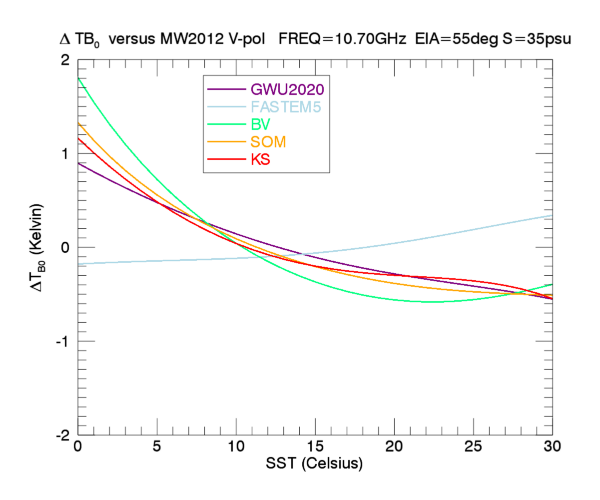 Δ TB₀ versus MW2012 V-pol FREQ=10.70GHz EIA=55deg S=35psu
2
GWU2020
FASTEM5
BV
SOM
KS
1
0
-1
-2
ΔT_B0 (Kelvin)
0 5 10 15 20 25 30
SST (Celsius)